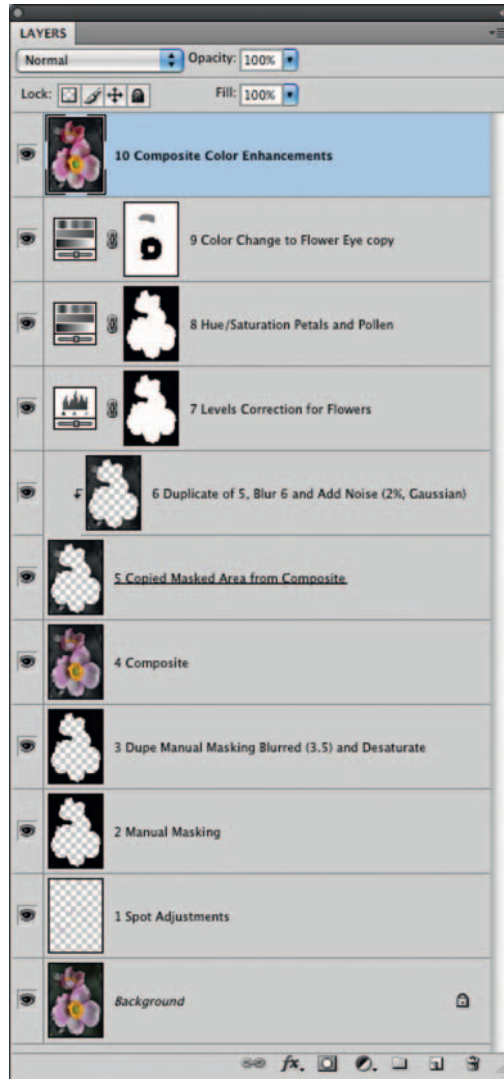 LAYERS
Normal Opacity: 100%
Lock: Fill: 100%
10 Composite Color Enhancements
9 Color Change to Flower Eye copy
8 Hue/Saturation Petals and Pollen
7 Levels Correction for Flowers
6 Duplicate of 5, Blur 6 and Add Noise (2%, Gaussian)
5 Copied Masked Area from Composite
4 Composite
3 Dupe Manual Masking Blurred (3.5) and Desaturate
2 Manual Masking
1 Spot Adjustments
Background
fx.